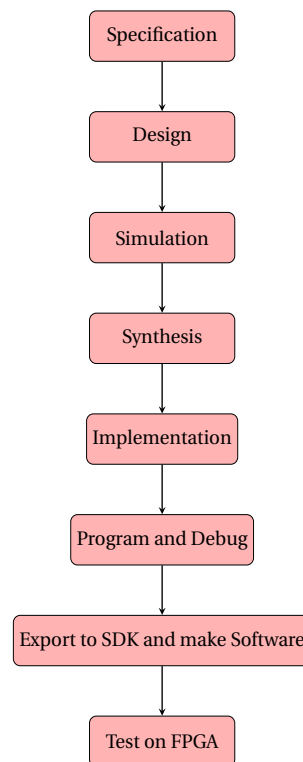 Specification
Design
Simulation
Synthesis
Implementation
Program and Debug
Export to SDK and make Software
Test on FPGA